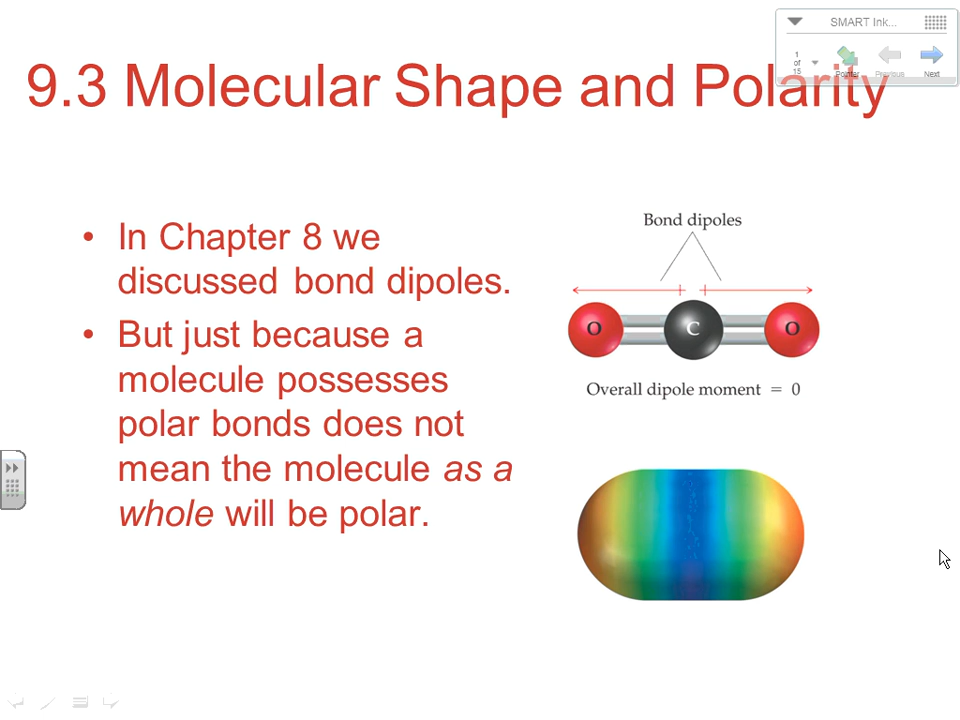 SMART Ink...
1
of
15
Pointer
Previous
Next
9.3 Molecular Shape and Polarity
• In Chapter 8 we
discussed bond dipoles.
• But just because a
molecule possesses
polar bonds does not
mean the molecule as a
whole will be polar.
Bond dipoles
O C O
Overall dipole moment = 0